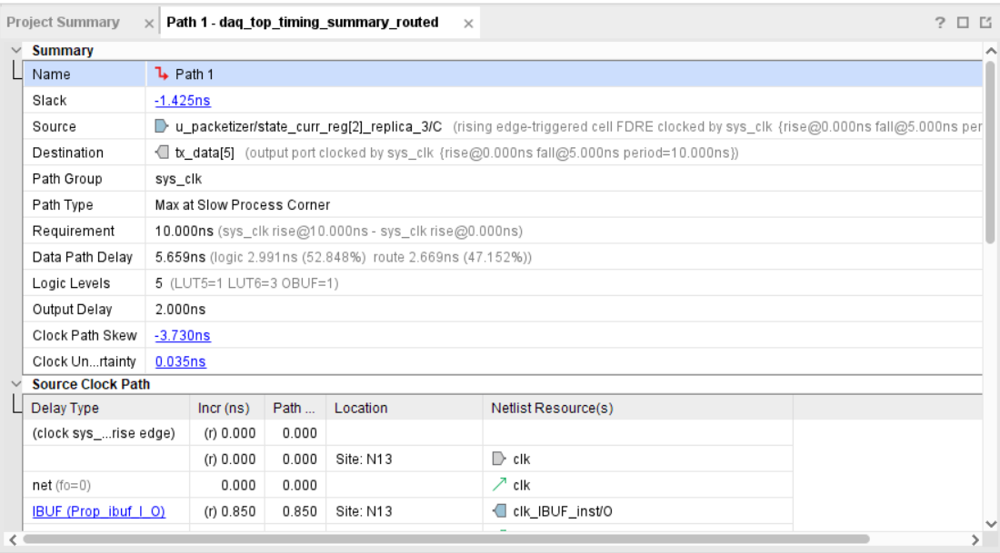 Project Summary × Path 1 - daq_top_timing_summary_routed × ?
Summary
Name Path 1
Slack -1.425ns
Source u_packetizer/state_curr_reg[2]_replica_3/C (rising edge-triggered cell FDRE clocked by sys_clk {rise@0.000ns fall@5.000ns per
Destination tx_data[5] (output port clocked by sys_clk {rise@0.000ns fall@5.000ns period=10.000ns})
Path Group sys_clk
Path Type Max at Slow Process Corner
Requirement 10.000ns (sys_clk rise@10.000ns - sys_clk rise@0.000ns)
Data Path Delay 5.659ns (logic 2.991ns (52.848%) route 2.669ns (47.152%))
Logic Levels 5 (LUT5=1 LUT6=3 OBUF=1)
Output Delay 2.000ns
Clock Path Skew -3.730ns
Clock Un...rtainty 0.035ns
Source Clock Path
Delay Type Incr (ns) Path ... Location Netlist Resource(s)
(clock sys_...rise edge) (r) 0.000 0.000
(r) 0.000 0.000 Site: N13 clk
net (fo=0) 0.000 0.000 clk
IBUF (Prop_ibuf_I_O) (r) 0.850 0.850 Site: N13 clk_IBUF_inst/O